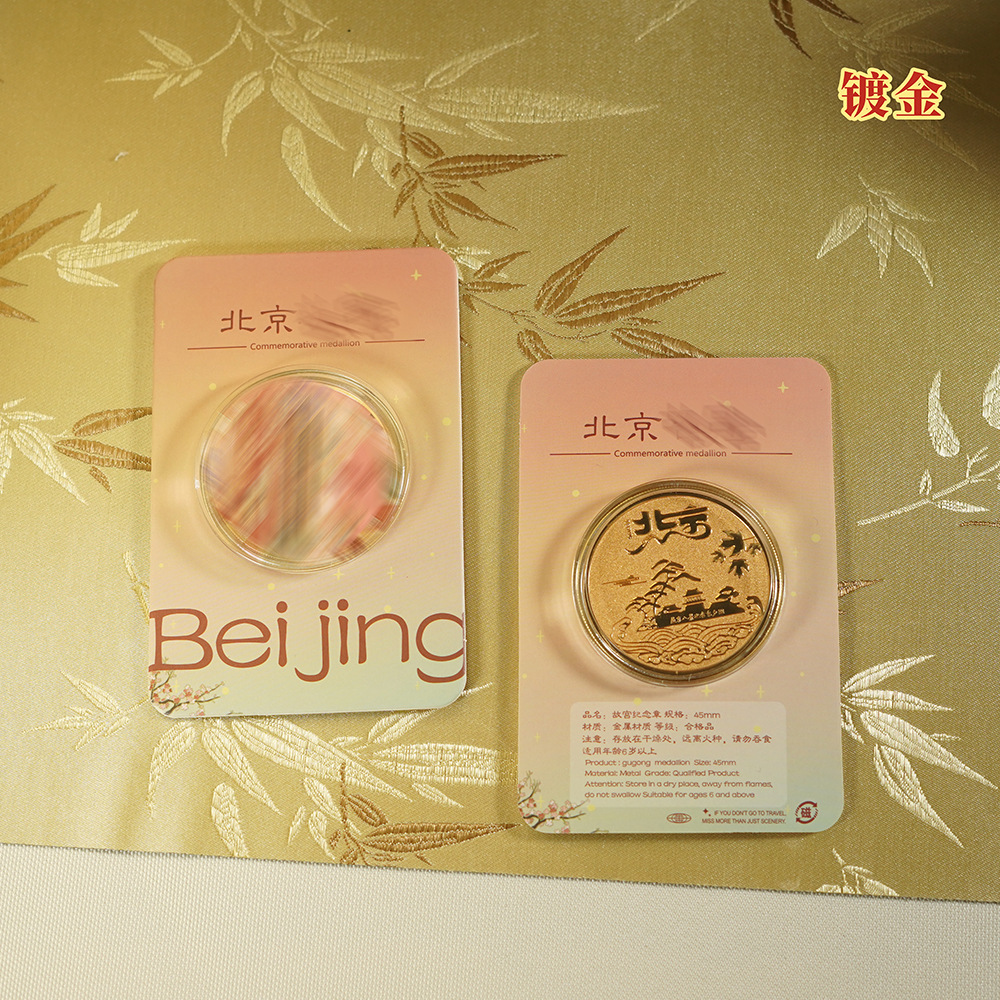 镀金
北京
Commemorative medallion
Beijing
北京
Commemorative medallion
北京
品名：故宫纪念章 规格：45mm
材质：金属材质 等级：合格品
注意：存放在干燥处，远离火种，请勿吞食
适用年龄6岁以上
Product : gugong medallion Size: 45mm
Material: Metal Grade: Qualified Product
Attention: Store in a dry place, away from flames,
do not swallow Suitable for ages 6 and above
IF YOU DON'T GO TO TRAVEL,
MISS MORE THAN JUST SCENERY.
磁